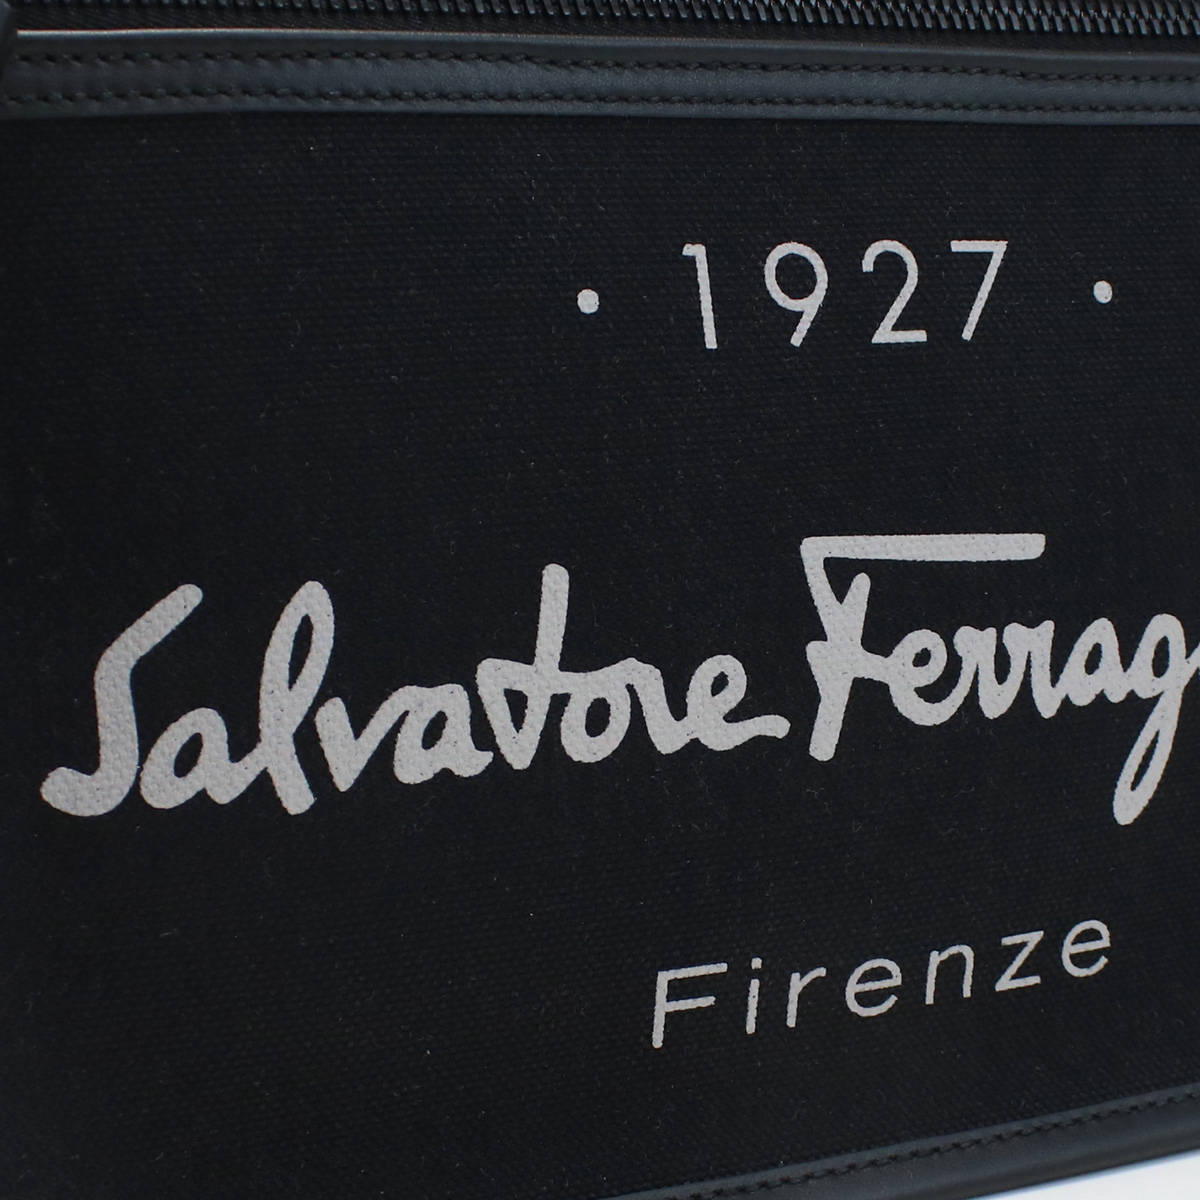 · 1927 ·
Salvatore Ferrag
Firenze